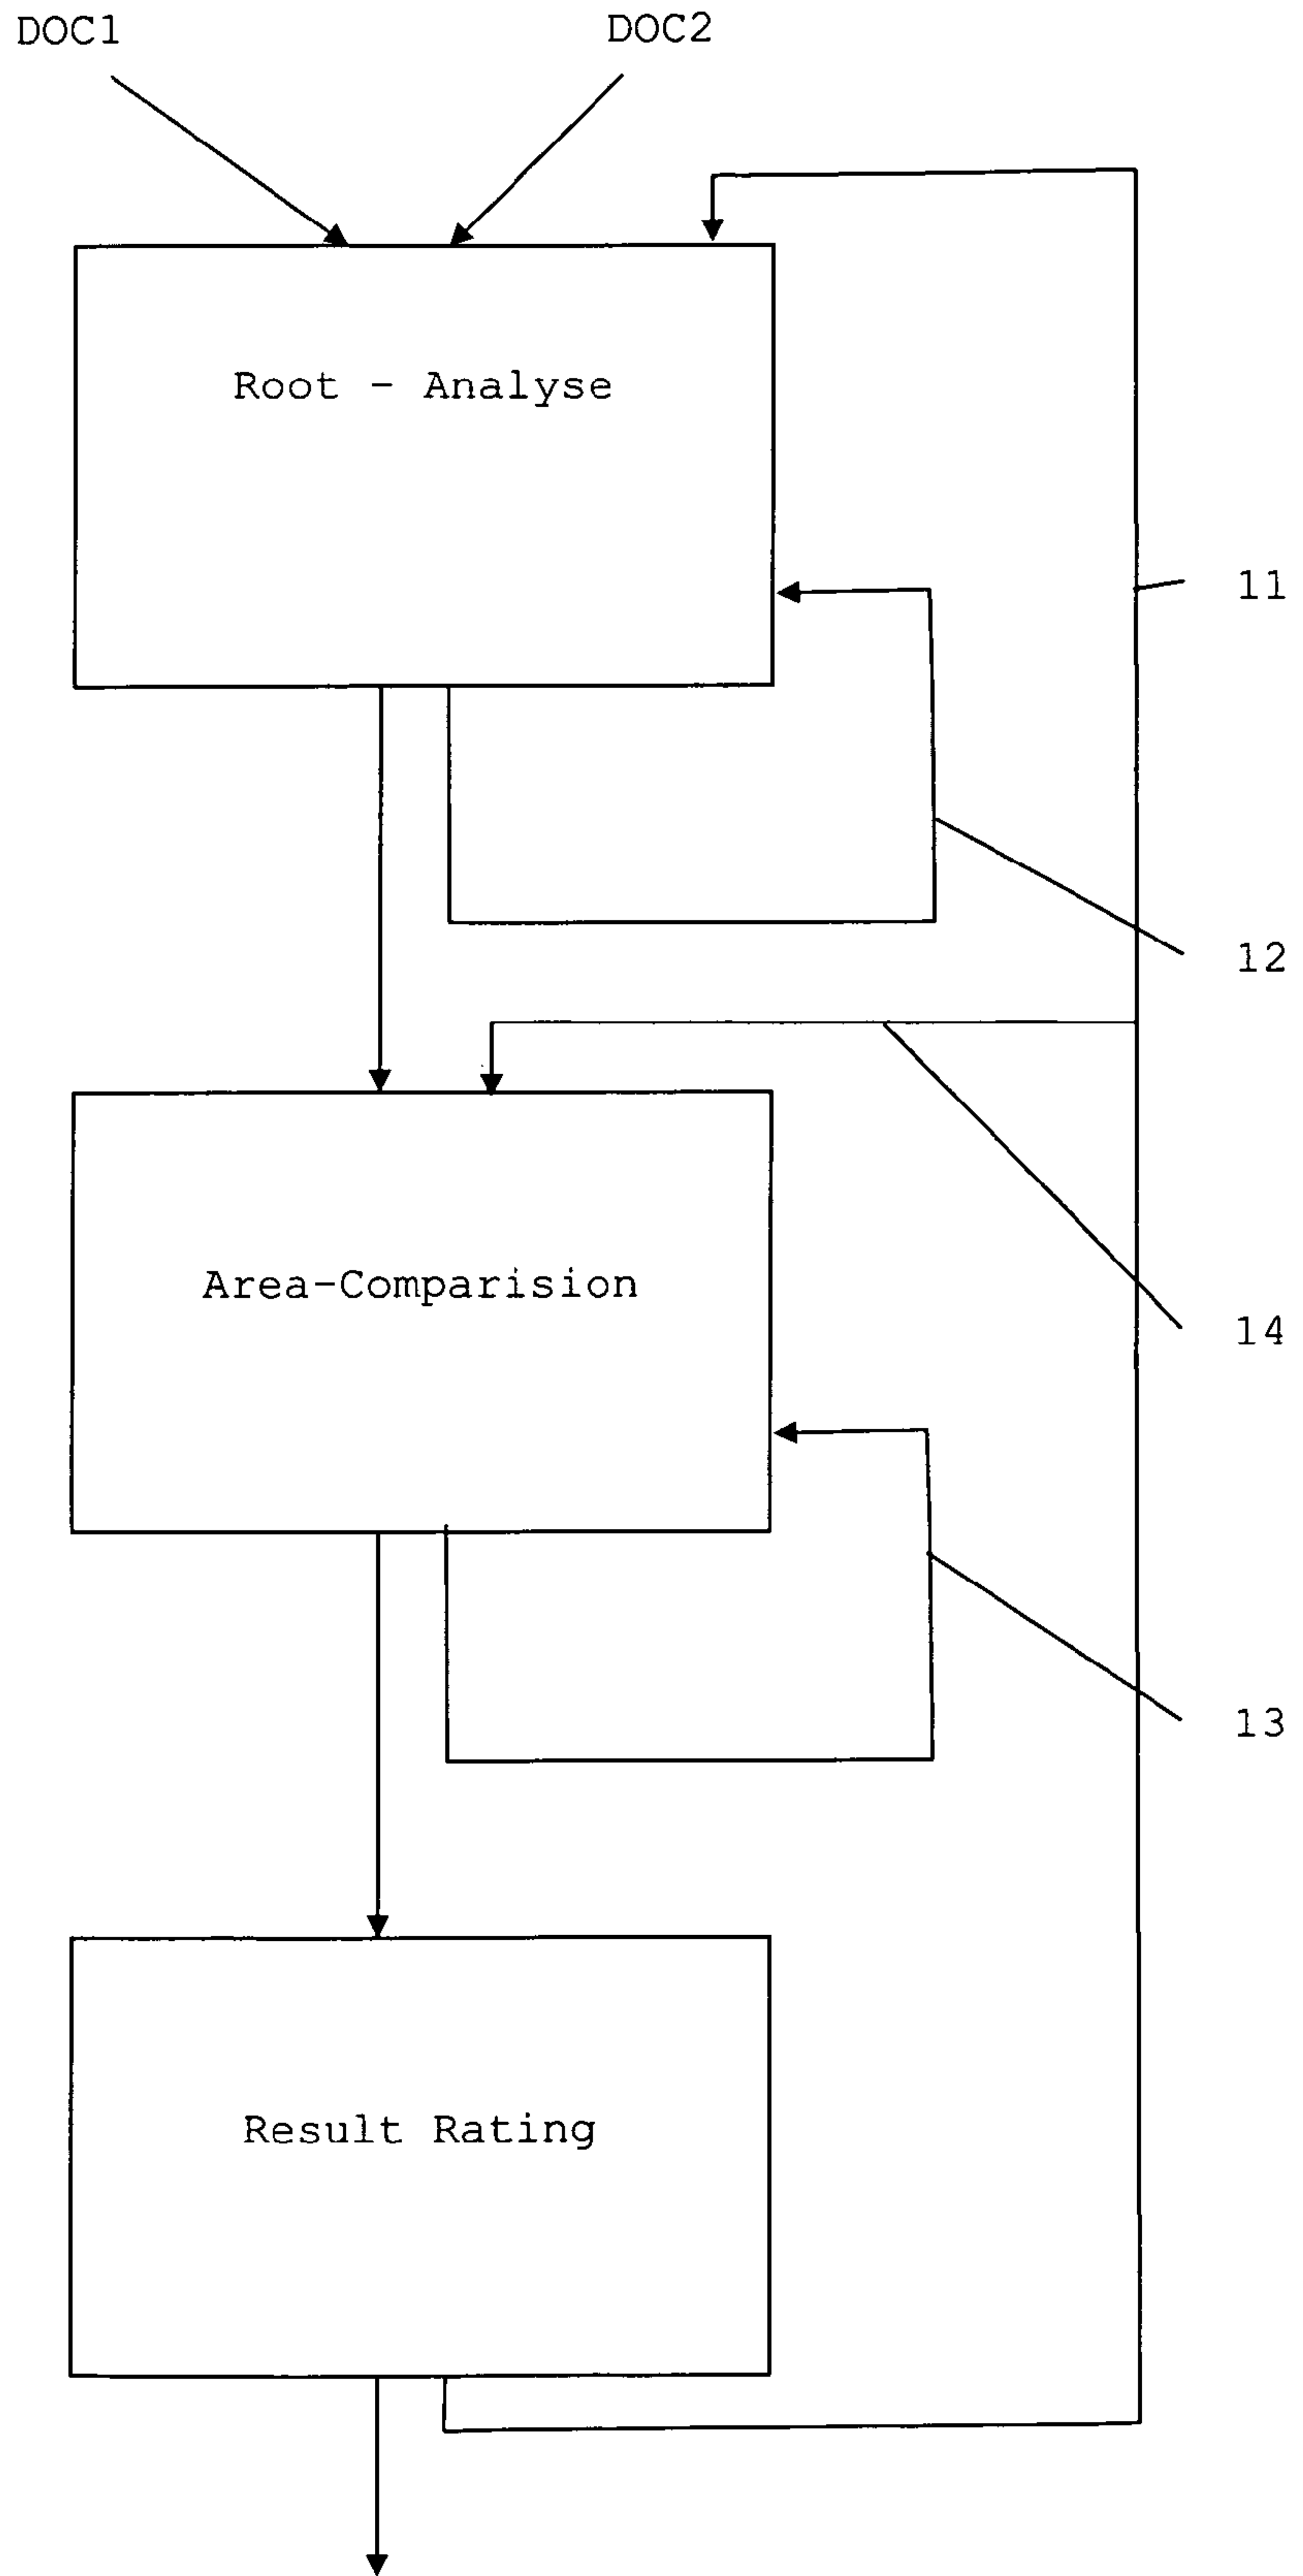 DOC1
DOC2
Root - Analyse
11
12
Area-Comparision
14
13
Result Rating